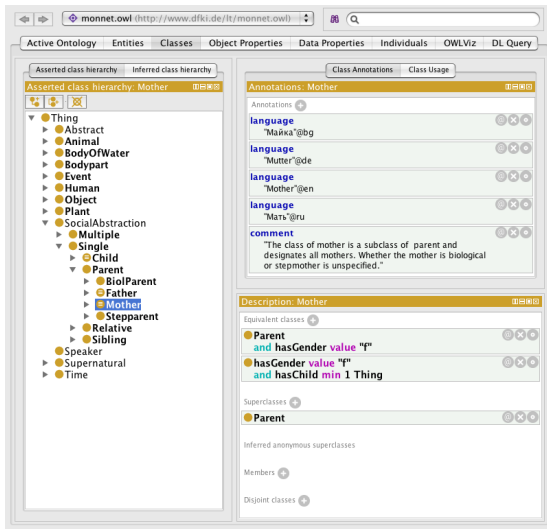 monnet.owl (http://www.dfki.de/lt/monnet.owl)
Active Ontology Entities Classes Object Properties Data Properties Individuals OWLViz DL Query
Asserted class hierarchy Inferred class hierarchy
Asserted class hierarchy: Mother
Thing
Abstract
Animal
BodyOfWater
Bodypart
Event
Human
Object
Plant
SocialAbstraction
Multiple
Single
Child
Parent
BiolParent
Father
Mother
Stepparent
Relative
Sibling
Speaker
Supernatural
Time
Class Annotations Class Usage
Annotations: Mother
Annotations
language
"Майка"@bg
language
"Mutter"@de
language
"Mother"@en
language
"Мать"@ru
comment
"The class of mother is a subclass of parent and
designates all mothers. Whether the mother is biological
or stepmother is unspecified."
Description: Mother
Equivalent classes
Parent
and hasGender value "f"
hasGender value "f"
and hasChild min 1 Thing
Superclasses
Parent
Inferred anonymous superclasses
Members
Disjoint classes